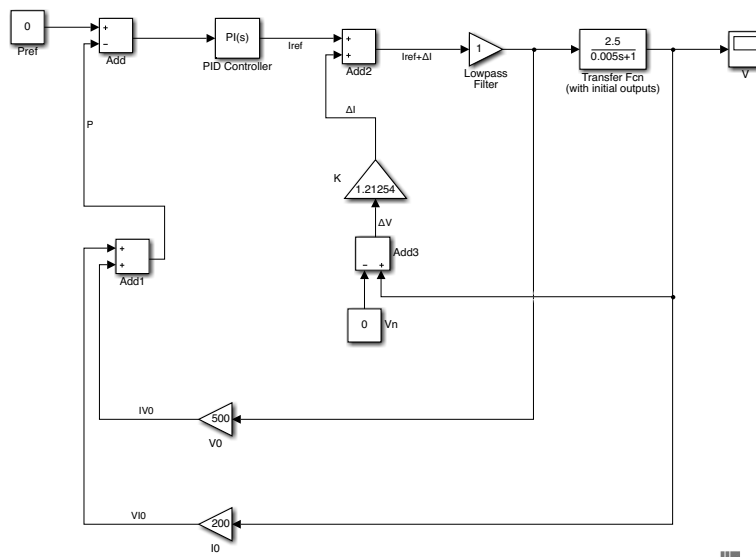 0
Pref
+
−
Add
PI(s)
PID Controller
Iref
+
+
Add2
Iref+ΔI
1
Lowpass
Filter
2.5
0.005s+1
Transfer Fcn
(with initial outputs)
V
P
ΔI
K
1.21254
ΔV
+
+
Add1
−
+
Add3
0
Vn
IV0
500
V0
VI0
200
I0